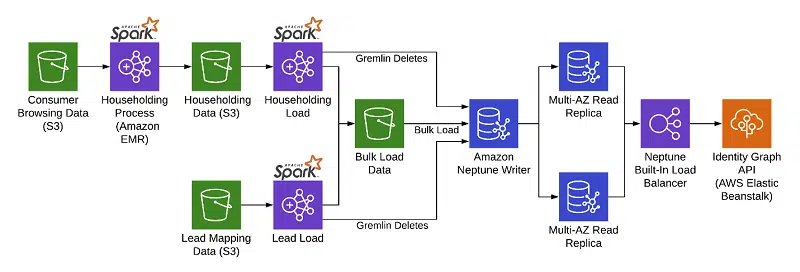 APACHE
Spark
APACHE
Spark
Gremlin Deletes
Consumer
Browsing Data
(S3)
Householding
Process
(Amazon
EMR)
Householding
Data (S3)
Householding
Load
Multi-AZ Read
Replica
Bulk Load
Bulk Load
Data
Amazon
Neptune Writer
Neptune
Built-In Load
Balancer
Identity Graph
API
(AWS Elastic
Beanstalk)
APACHE
Spark
Gremlin Deletes
Lead Mapping
Data (S3)
Lead Load
Multi-AZ Read
Replica